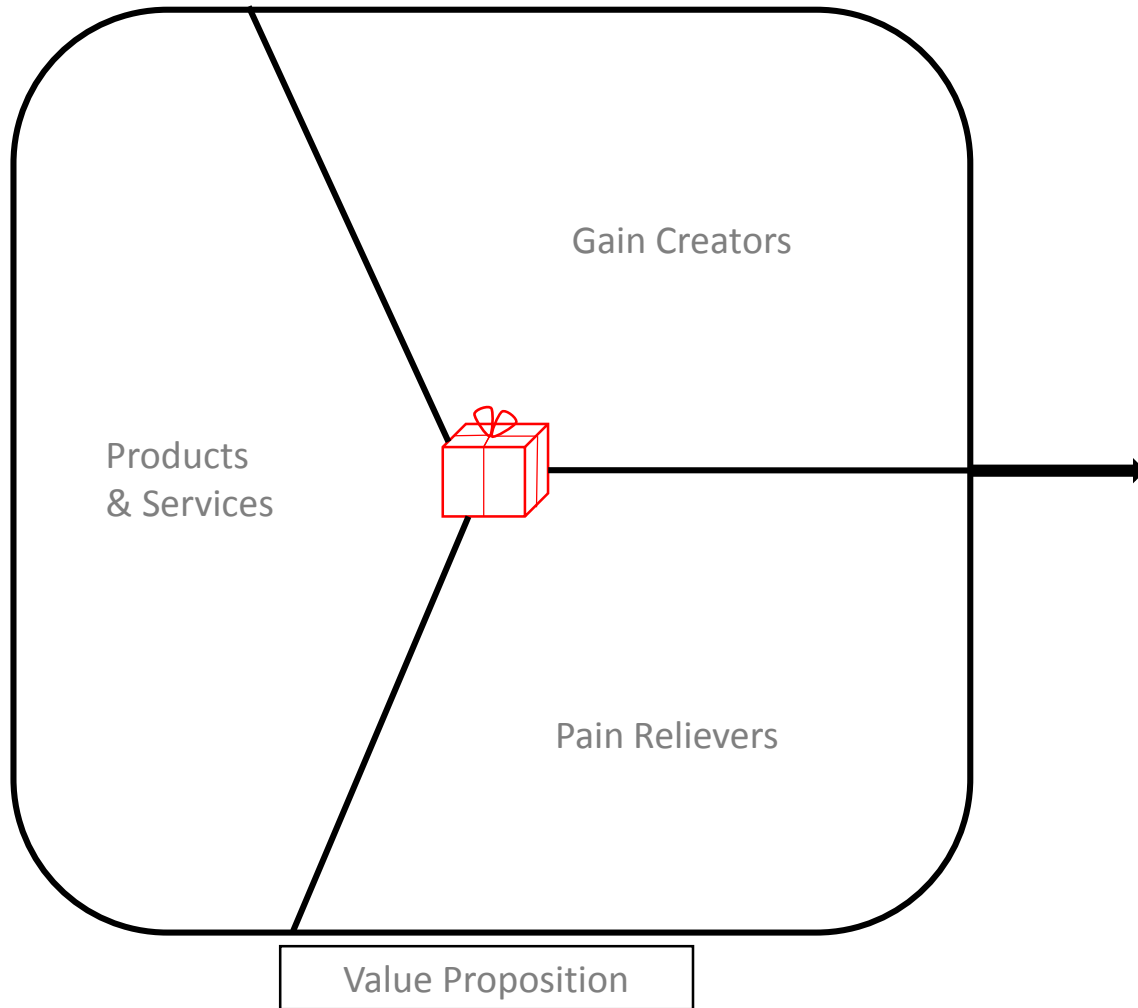 Gain Creators
Products
& Services
Pain Relievers
Value Proposition